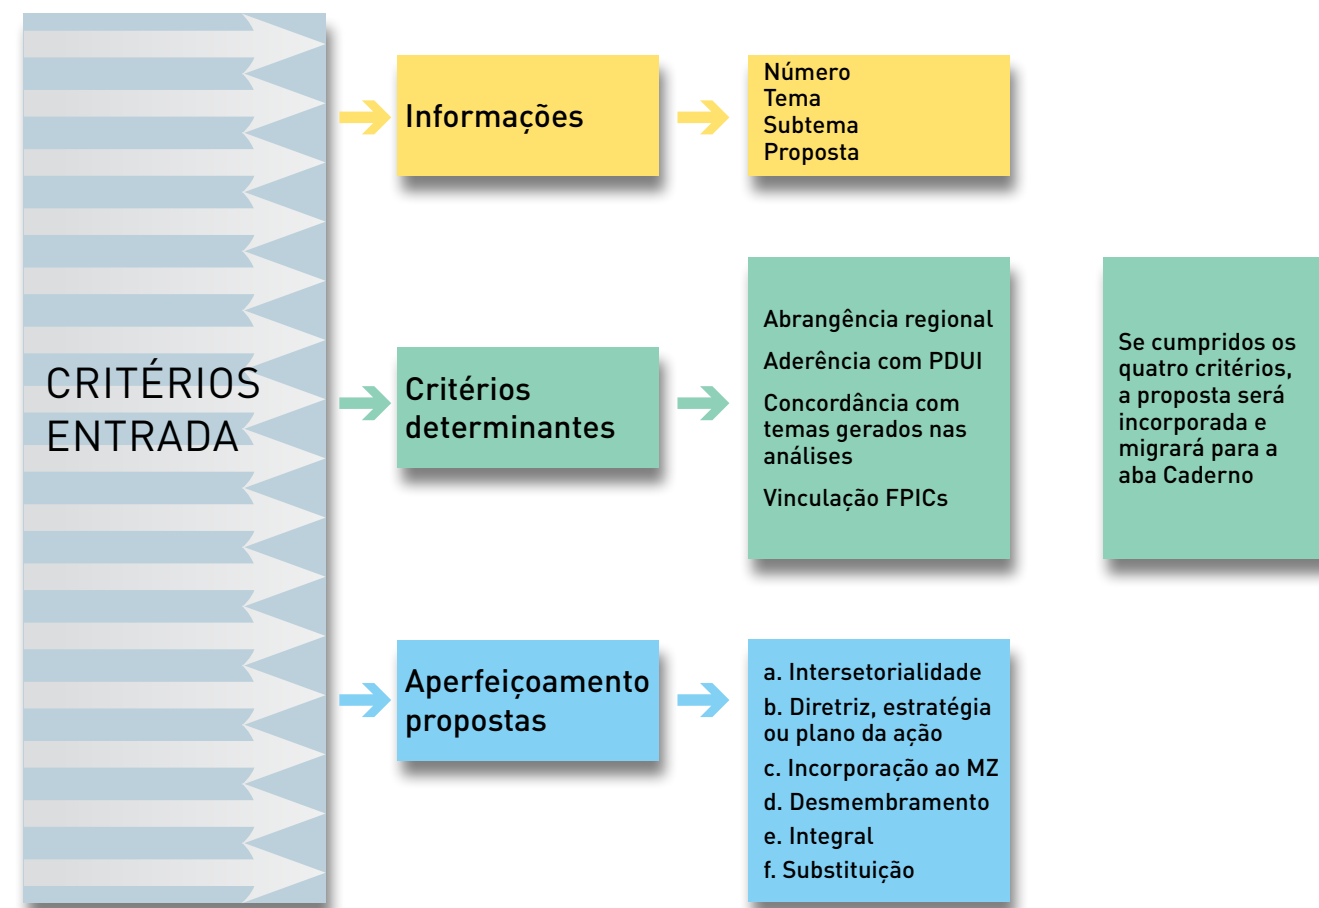 CRITÉRIOS
ENTRADA
Informações
Número
Tema
Subtema
Proposta
Critérios
determinantes
Abrangência regional
Aderência com PDUI
Concordância com
temas gerados nas
análises
Vinculação FPICs
Se cumpridos os
quatro critérios,
a proposta será
incorporada e
migrará para a
aba Caderno
Aperfeiçoamento
propostas
a. Intersetorialidade
b. Diretriz, estratégia
ou plano da ação
c. Incorporação ao MZ
d. Desmembramento
e. Integral
f. Substituição